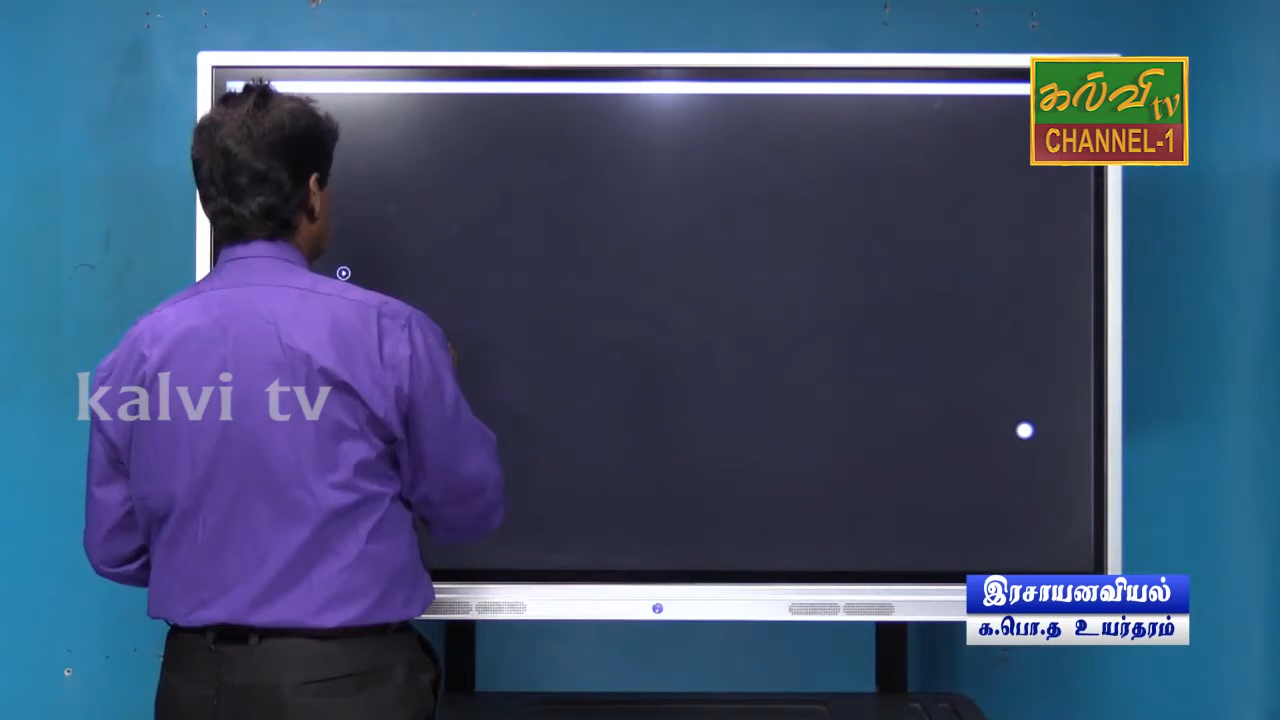 கல்வி tv
CHANNEL-1
kalvi tv
இரசாயனவியல்
க.பொ.த உயர்தரம்